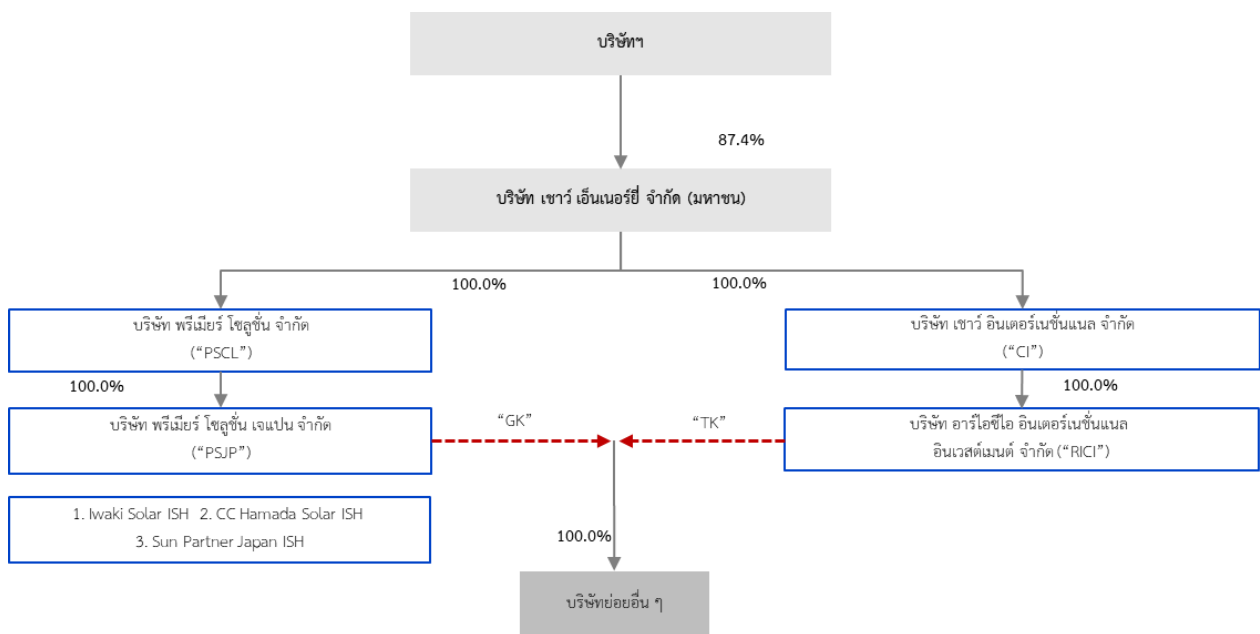 บริษัทฯ
87.4%
บริษัท เชาว์ เอ็นเนอร์ยี่ จำกัด (มหาชน)
100.0%
100.0%
บริษัท พรีเมียร์ โซลูชั่น จำกัด
(“PSCL”)
บริษัท เชาว์ อินเตอร์เนชั่นแนล จำกัด
(“CI”)
100.0%
100.0%
บริษัท พรีเมียร์ โซลูชั่น เจแปน จำกัด
(“PSJP”)
“GK”
“TK”
บริษัท อาร์ไอซีไอ อินเตอร์เนชั่นแนล
อินเวสต์เมนต์ จำกัด (“RICI”)
1. Iwaki Solar ISH 2. CC Hamada Solar ISH
3. Sun Partner Japan ISH
100.0%
บริษัทย่อยอื่น ๆ